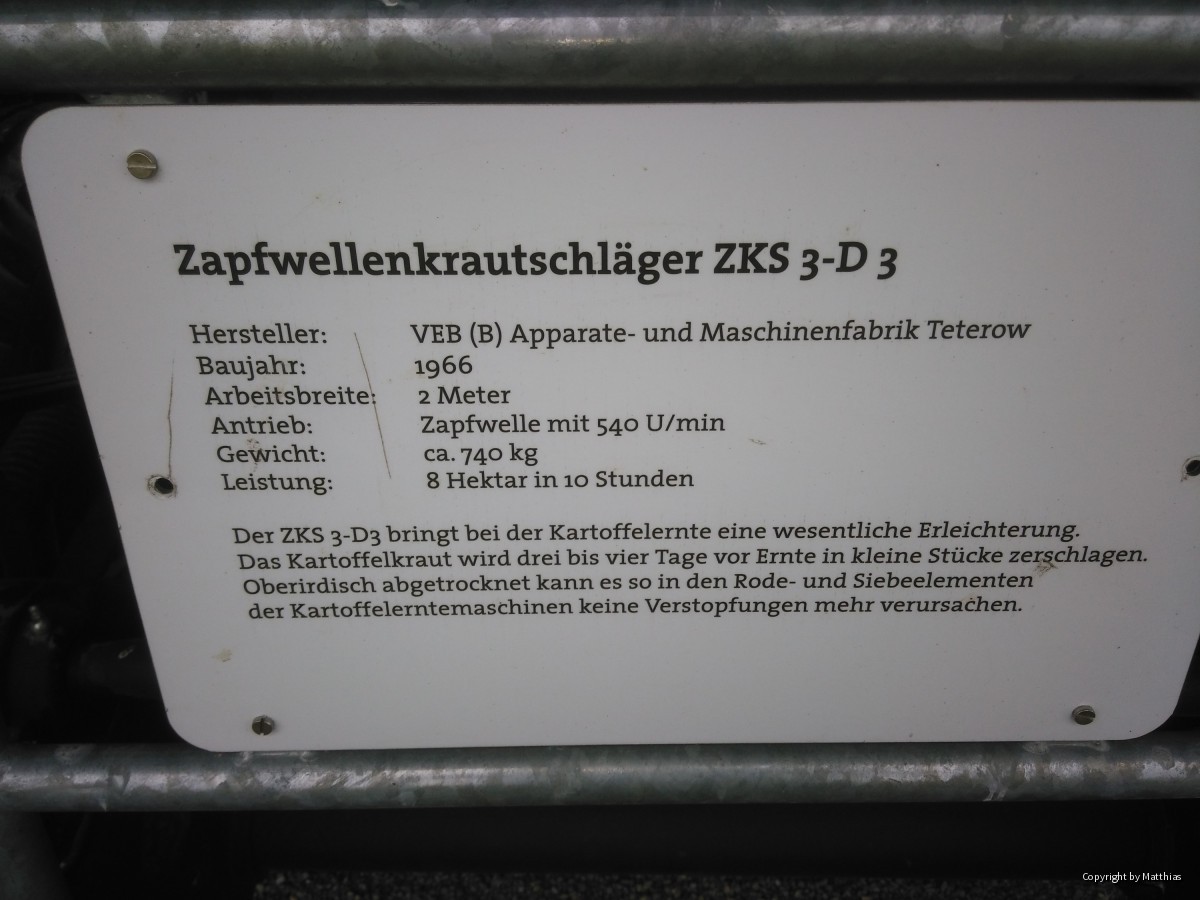 Zapfwellenkrautschläger ZKS 3-D 3
Hersteller: VEB (B) Apparate- und Maschinenfabrik Teterow
Baujahr: 1966
Arbeitsbreite: 2 Meter
Antrieb: Zapfwelle mit 540 U/min
Gewicht: ca. 740 kg
Leistung: 8 Hektar in 10 Stunden
Der ZKS 3-D3 bringt bei der Kartoffelernte eine wesentliche Erleichterung.
Das Kartoffelkraut wird drei bis vier Tage vor Ernte in kleine Stücke zerschlagen.
Oberirdisch abgetrocknet kann es so in den Rode- und Siebeelementen
der Kartoffelerntemaschinen keine Verstopfungen mehr verursachen.
Copyright by Matthias